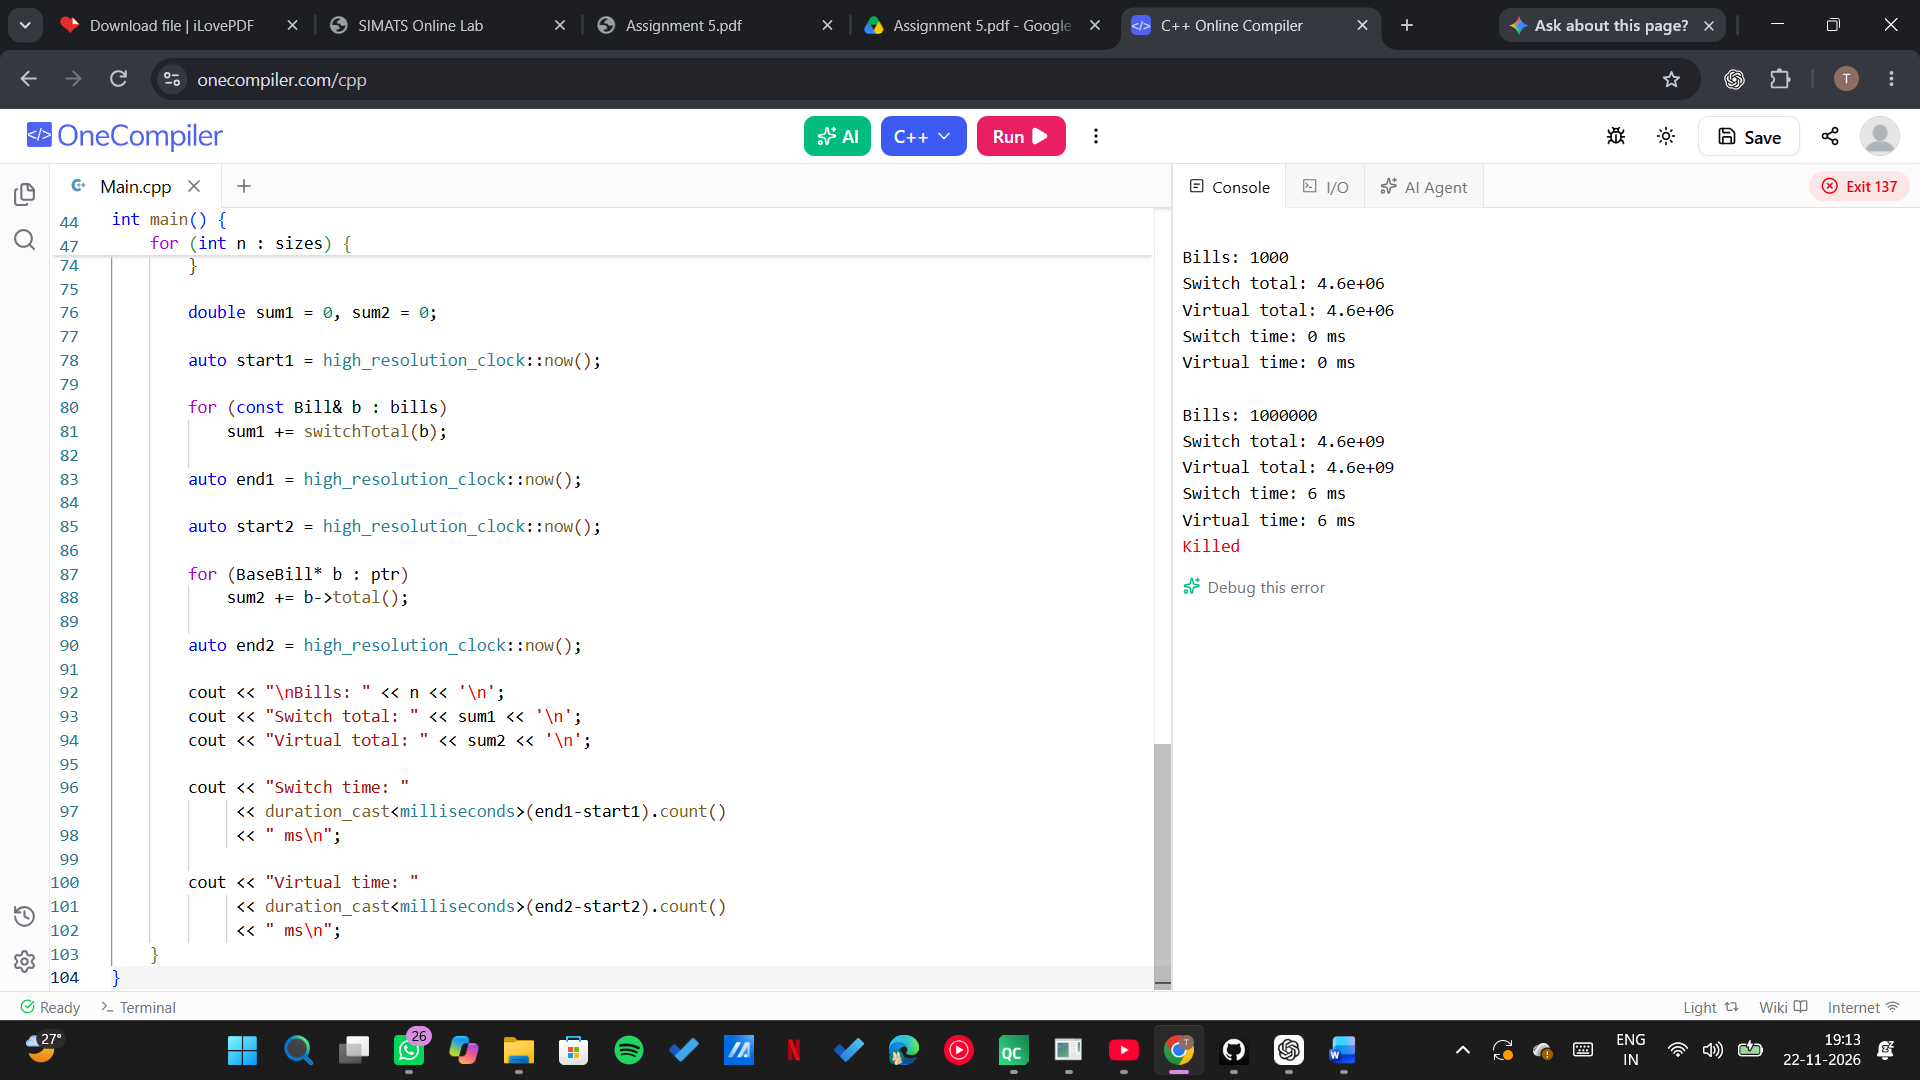 Download file | iLovePDF
SIMATS Online Lab
Assignment 5.pdf
Assignment 5.pdf - Google
C++ Online Compiler
Ask about this page?
onecompiler.com/cpp
T
OneCompiler
AI
C++
Run
Save
Main.cpp
Console
I/O
AI Agent
Exit 137
44 int main() {
47 for (int n : sizes) {
74 }
75
76 double sum1 = 0, sum2 = 0;
77
78 auto start1 = high_resolution_clock::now();
79
80 for (const Bill& b : bills)
81 sum1 += switchTotal(b);
82
83 auto end1 = high_resolution_clock::now();
84
85 auto start2 = high_resolution_clock::now();
86
87 for (BaseBill* b : ptr)
88 sum2 += b->total();
89
90 auto end2 = high_resolution_clock::now();
91
92 cout << "\nBills: " << n << '\n';
93 cout << "Switch total: " << sum1 << '\n';
94 cout << "Virtual total: " << sum2 << '\n';
95
96 cout << "Switch time: "
97 << duration_cast<milliseconds>(end1-start1).count()
98 << " ms\n";
99
100 cout << "Virtual time: "
101 << duration_cast<milliseconds>(end2-start2).count()
102 << " ms\n";
103 }
104 }
Bills: 1000
Switch total: 4.6e+06
Virtual total: 4.6e+06
Switch time: 0 ms
Virtual time: 0 ms
Bills: 1000000
Switch total: 4.6e+09
Virtual total: 4.6e+09
Switch time: 6 ms
Virtual time: 6 ms
Killed
Debug this error
Ready
Terminal
Light
Wiki
Internet
27°
26
QC
ENG
IN
19:13
22-11-2026